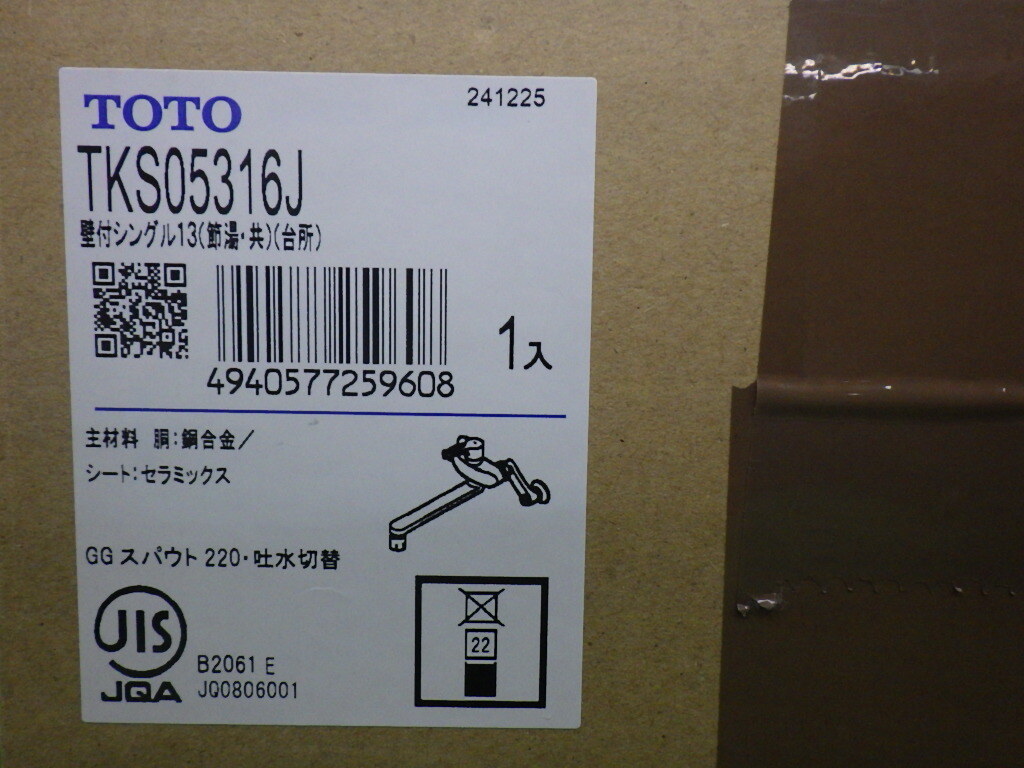 TOTO
241225
TKS05316J
壁付シングル13(節湯・共)(台所)
4940577259608
1入
主材料 胴:銅合金/
シート:セラミックス
GG スパウト 220・吐水切替
JIS
JQA
B2061 E
JQ0806001
22